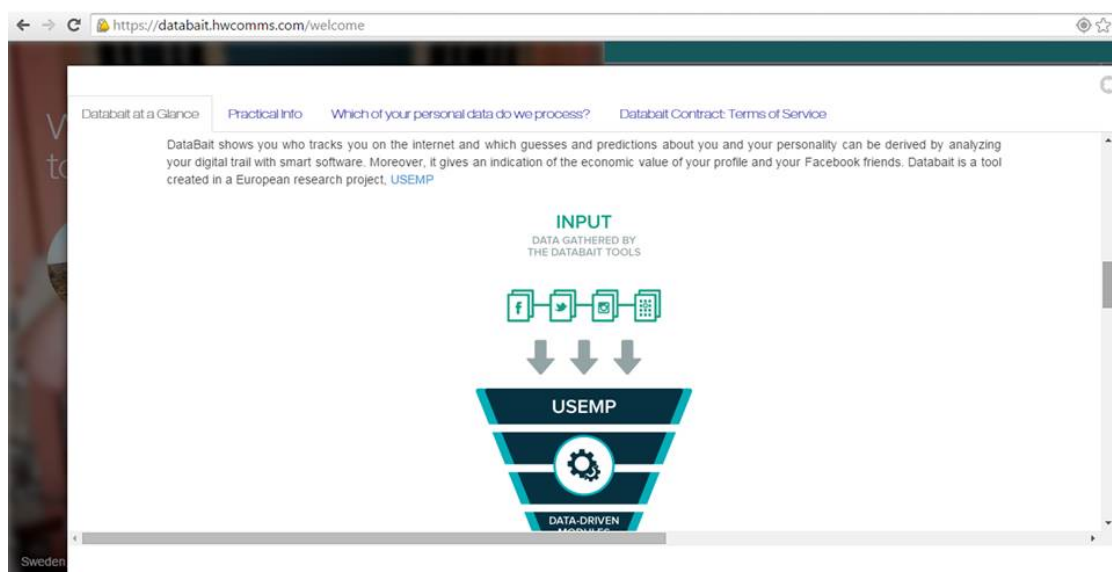 https://databait.hwcomms.com/welcome
Databait at a Glance Practical Info Which of your personal data do we process? Databait Contract: Terms of Service
DataBait shows you who tracks you on the internet and which guesses and predictions about you and your personality can be derived by analyzing
your digital trail with smart software. Moreover, it gives an indication of the economic value of your profile and your Facebook friends. Databait is a tool
created in a European research project, USEMP
INPUT
DATA GATHERED BY
THE DATABAIT TOOLS
USEMP
DATA-DRIVEN
MODULES
Sweden